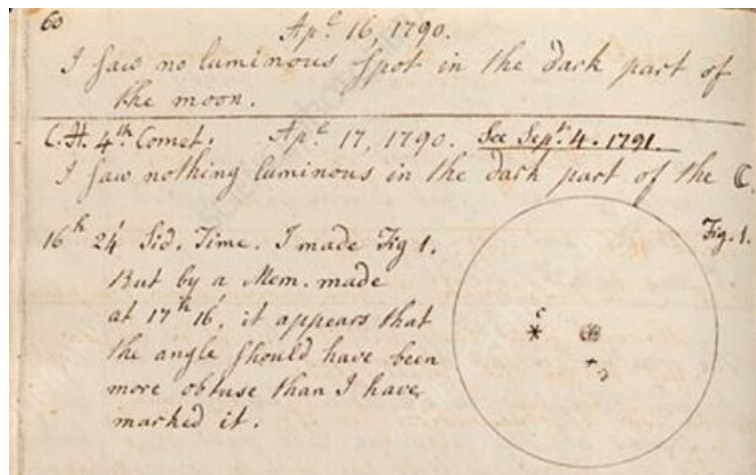 60
Apl. 16, 1790.
I saw no luminous spot in the dark part of
the moon.
C.H. 4th. Comet. Apl. 17, 1790. See Sepr. 4. 1791.
I saw nothing luminous in the dark part of the ☾.
16h 24' Sid. Time. I made Fig 1. Fig. 1.
But by a Mem. made
at 17h 16', it appears that
the angle should have been
more obtuse than I have
marked it.
c